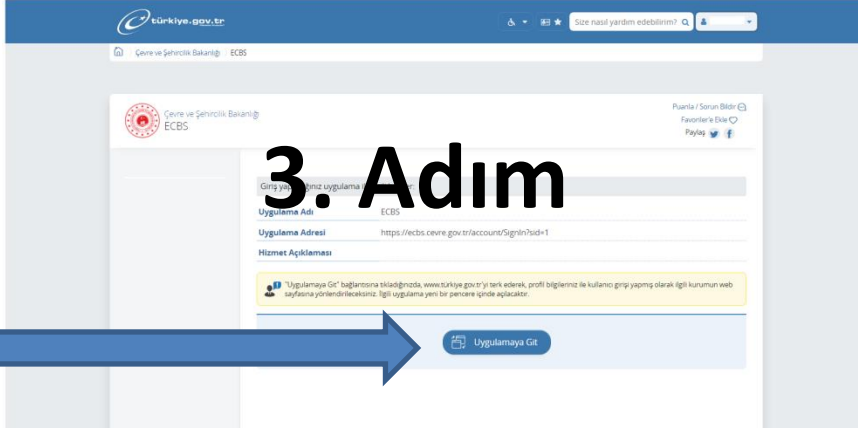 türkiye.gov.tr
Size nasıl yardım edebilirim?
Çevre ve Şehircilik Bakanlığı ECBS
Çevre ve Şehircilik Bakanlığı
ECBS
Puanla / Sorun Bildir
Favoriler'e Ekle
Paylaş
3. Adım
Giriş uygulama
Uygulama Adı ECBS
Uygulama Adresi https://ecbs.cevre.gov.tr/account/SignIn?sid=1
Hizmet Açıklaması
"Uygulamaya Git" bağlantısına tıkladığınızda, www.türkiye.gov.tr'yi terk ederek, profil bilgileriniz ile kullanıcı girişi yapmış olarak ilgili kurumun web
sayfasına yönlendirileceksiniz. İlgili uygulama yeni bir pencere içinde açılacaktır.
Uygulamaya Git